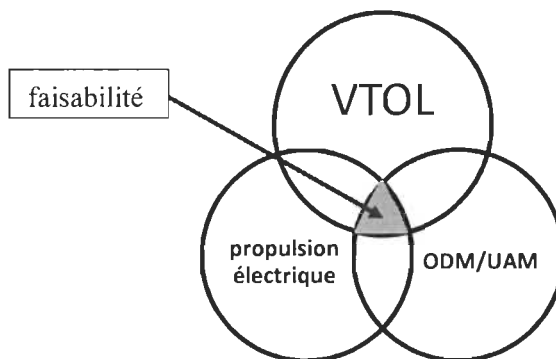 VTOL
faisabilité
propulsion
électrique
ODM/UAM